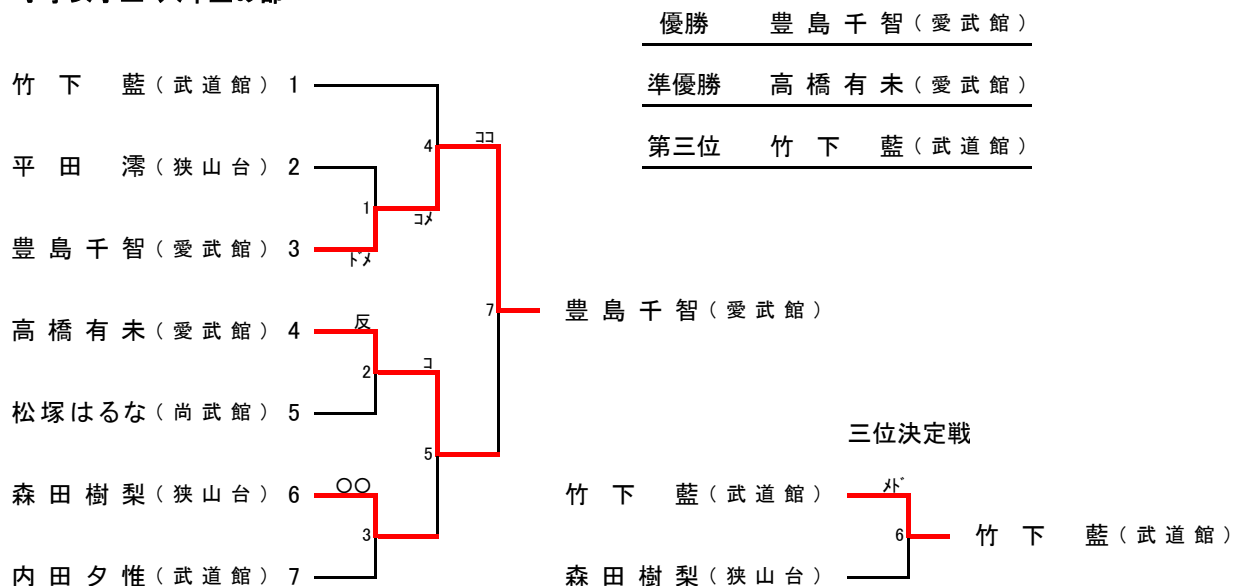 優勝 豊島千智(愛武館)
竹下 藍(武道館) 1
準優勝 高橋有未(愛武館)
4 ココ
第三位 竹下 藍(武道館)
平田 澪(狭山台) 2
1
コメ
豊島千智(愛武館) 3
ドメ
7 豊島千智(愛武館)
高橋有未(愛武館) 4 反
コ
2
松塚はるな(尚武館) 5
三位決定戦
5
森田樹梨(狭山台) 6 〇〇
竹下 藍(武道館) メド
3
6 竹下 藍(武道館)
内田夕惟(武道館) 7
森田樹梨(狭山台)